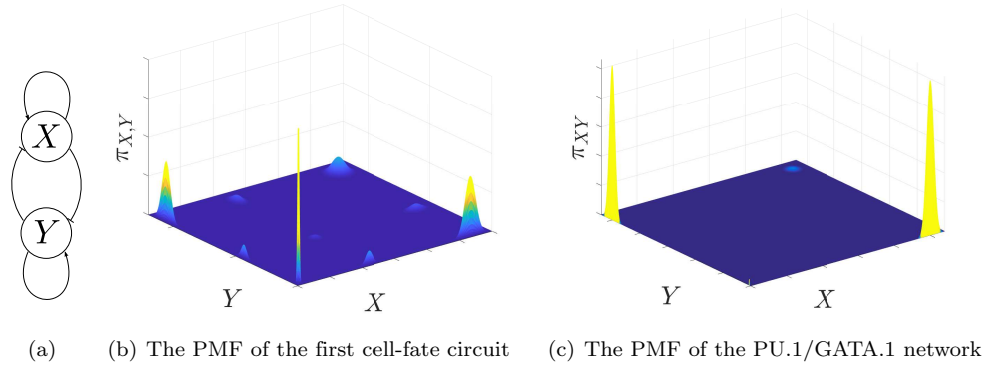 X
Y
π_{X,Y}
Y
X
π_{XY}
Y
X
(a)
(b) The PMF of the first cell-fate circuit
(c) The PMF of the PU.1/GATA.1 network